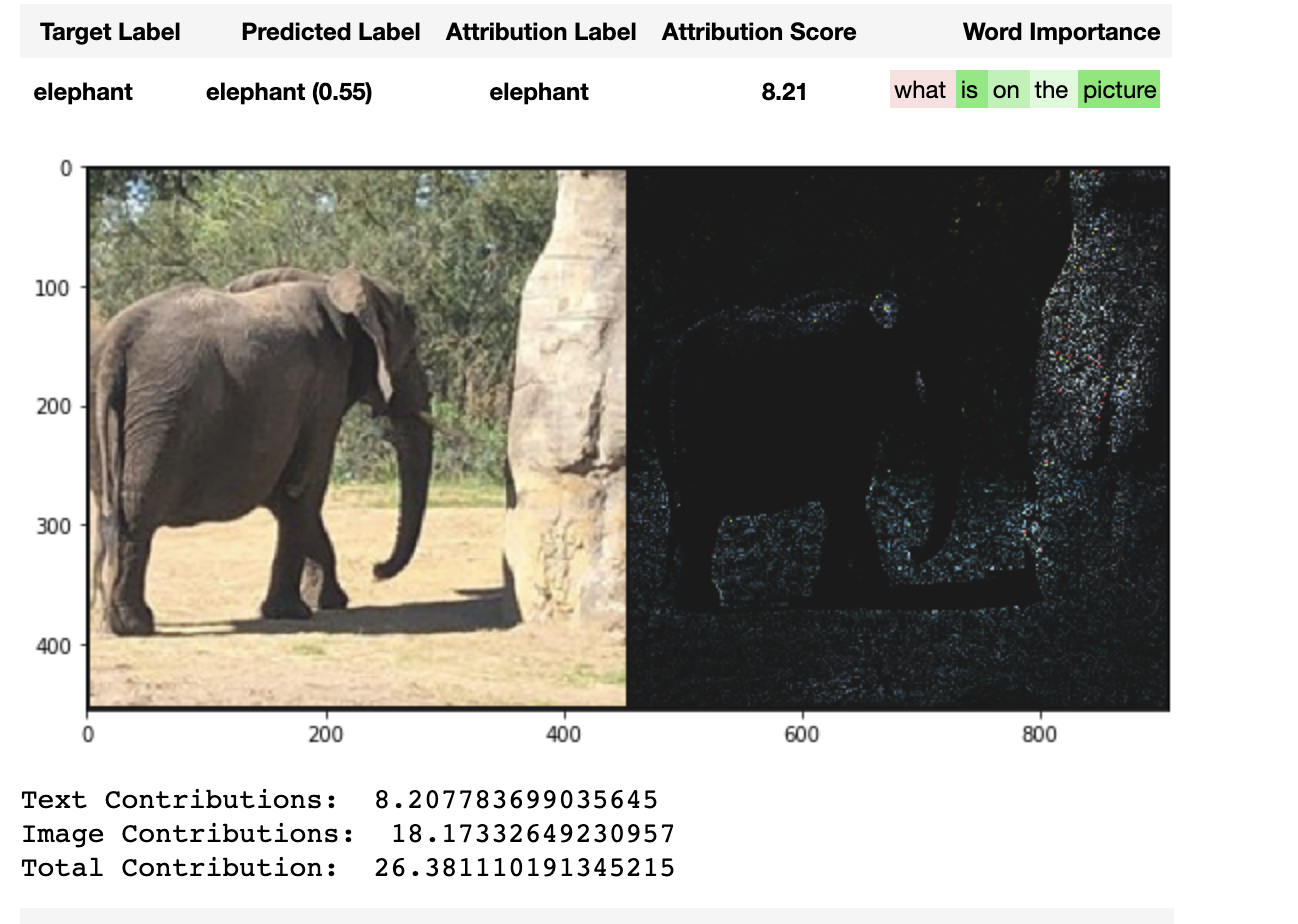 Target Label Predicted Label Attribution Label Attribution Score Word Importance
elephant elephant (0.55) elephant 8.21 what is on the picture
0
100
200
300
400
0 200 400 600 800
Text Contributions: 8.207783699035645
Image Contributions: 18.17332649230957
Total Contribution: 26.381110191345215